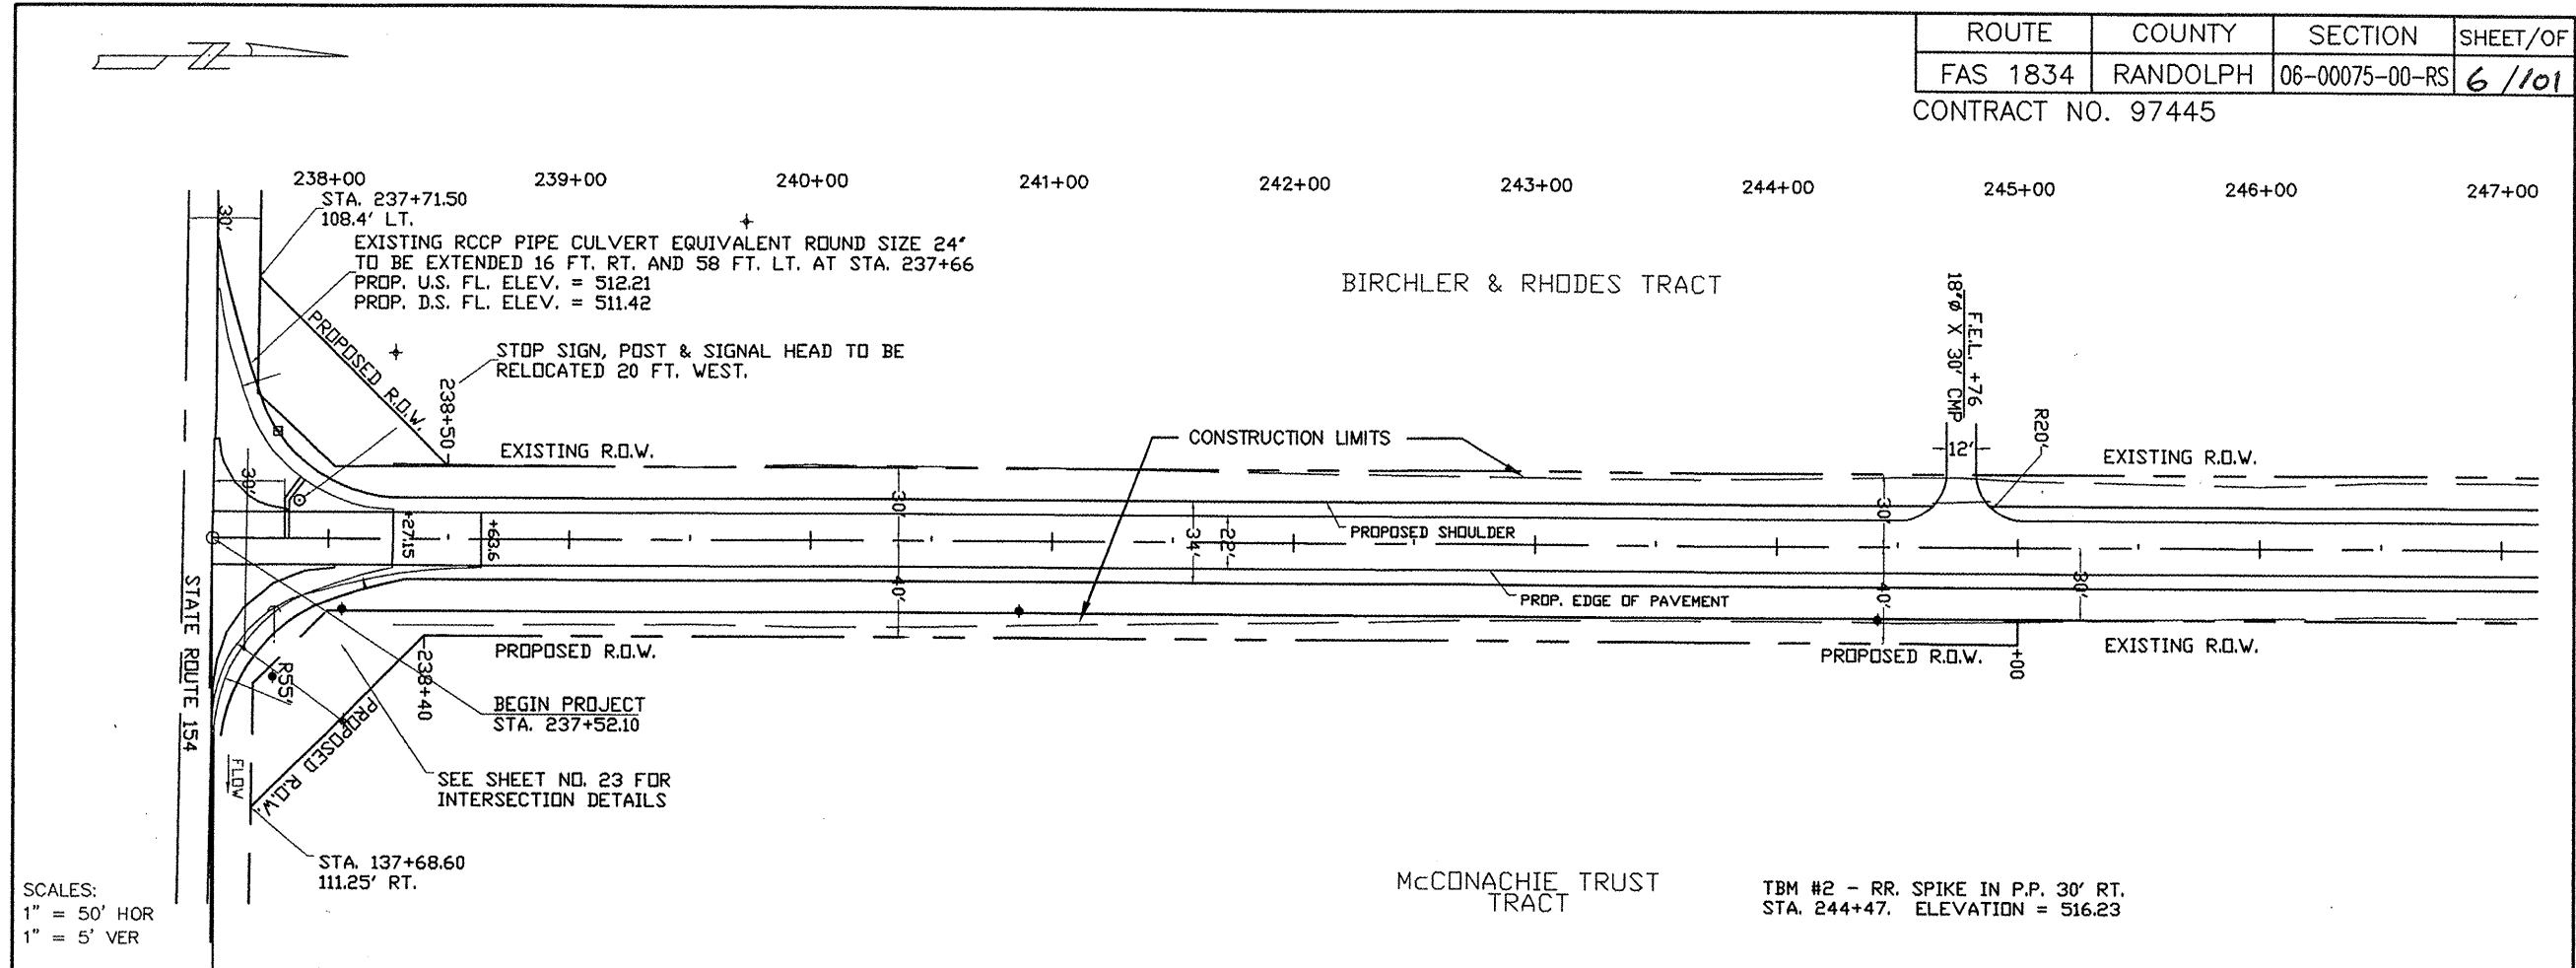 ROUTE COUNTY SECTION SHEET/OF
FAS 1834 RANDOLPH 06-00075-00-RS 6 /101
CONTRACT NO. 97445
238+00 239+00 240+00 241+00 242+00 243+00 244+00 245+00 246+00 247+00
STA. 237+71.50
108.4' LT.
30'
EXISTING RCCP PIPE CULVERT EQUIVALENT ROUND SIZE 24"
TO BE EXTENDED 16 FT. RT. AND 58 FT. LT. AT STA. 237+66
PROP. U.S. FL. ELEV. = 512.21
PROP. D.S. FL. ELEV. = 511.42
BIRCHLER & RHODES TRACT
F.E.L. +76
18"ø X 30' CMP
PROPOSED R.O.W.
STOP SIGN, POST & SIGNAL HEAD TO BE
RELOCATED 20 FT. WEST.
238+50
EXISTING R.O.W.
CONSTRUCTION LIMITS
12'
R20'
EXISTING R.O.W.
30'
30'
30'
+27.15
+63.6
34'
22'
PROPOSED SHOULDER
40'
40'
30'
PROP. EDGE OF PAVEMENT
STATE ROUTE 154
R55'
PROPOSED R.O.W.
238+40
PROPOSED R.O.W.
PROPOSED R.O.W.
+00
EXISTING R.O.W.
BEGIN PROJECT
STA. 237+52.10
FLOW
SEE SHEET NO. 23 FOR
INTERSECTION DETAILS
STA. 137+68.60
111.25' RT.
McCONACHIE TRUST
TRACT
TBM #2 - RR. SPIKE IN P.P. 30' RT.
STA. 244+47. ELEVATION = 516.23
SCALES:
1" = 50' HOR
1" = 5' VER